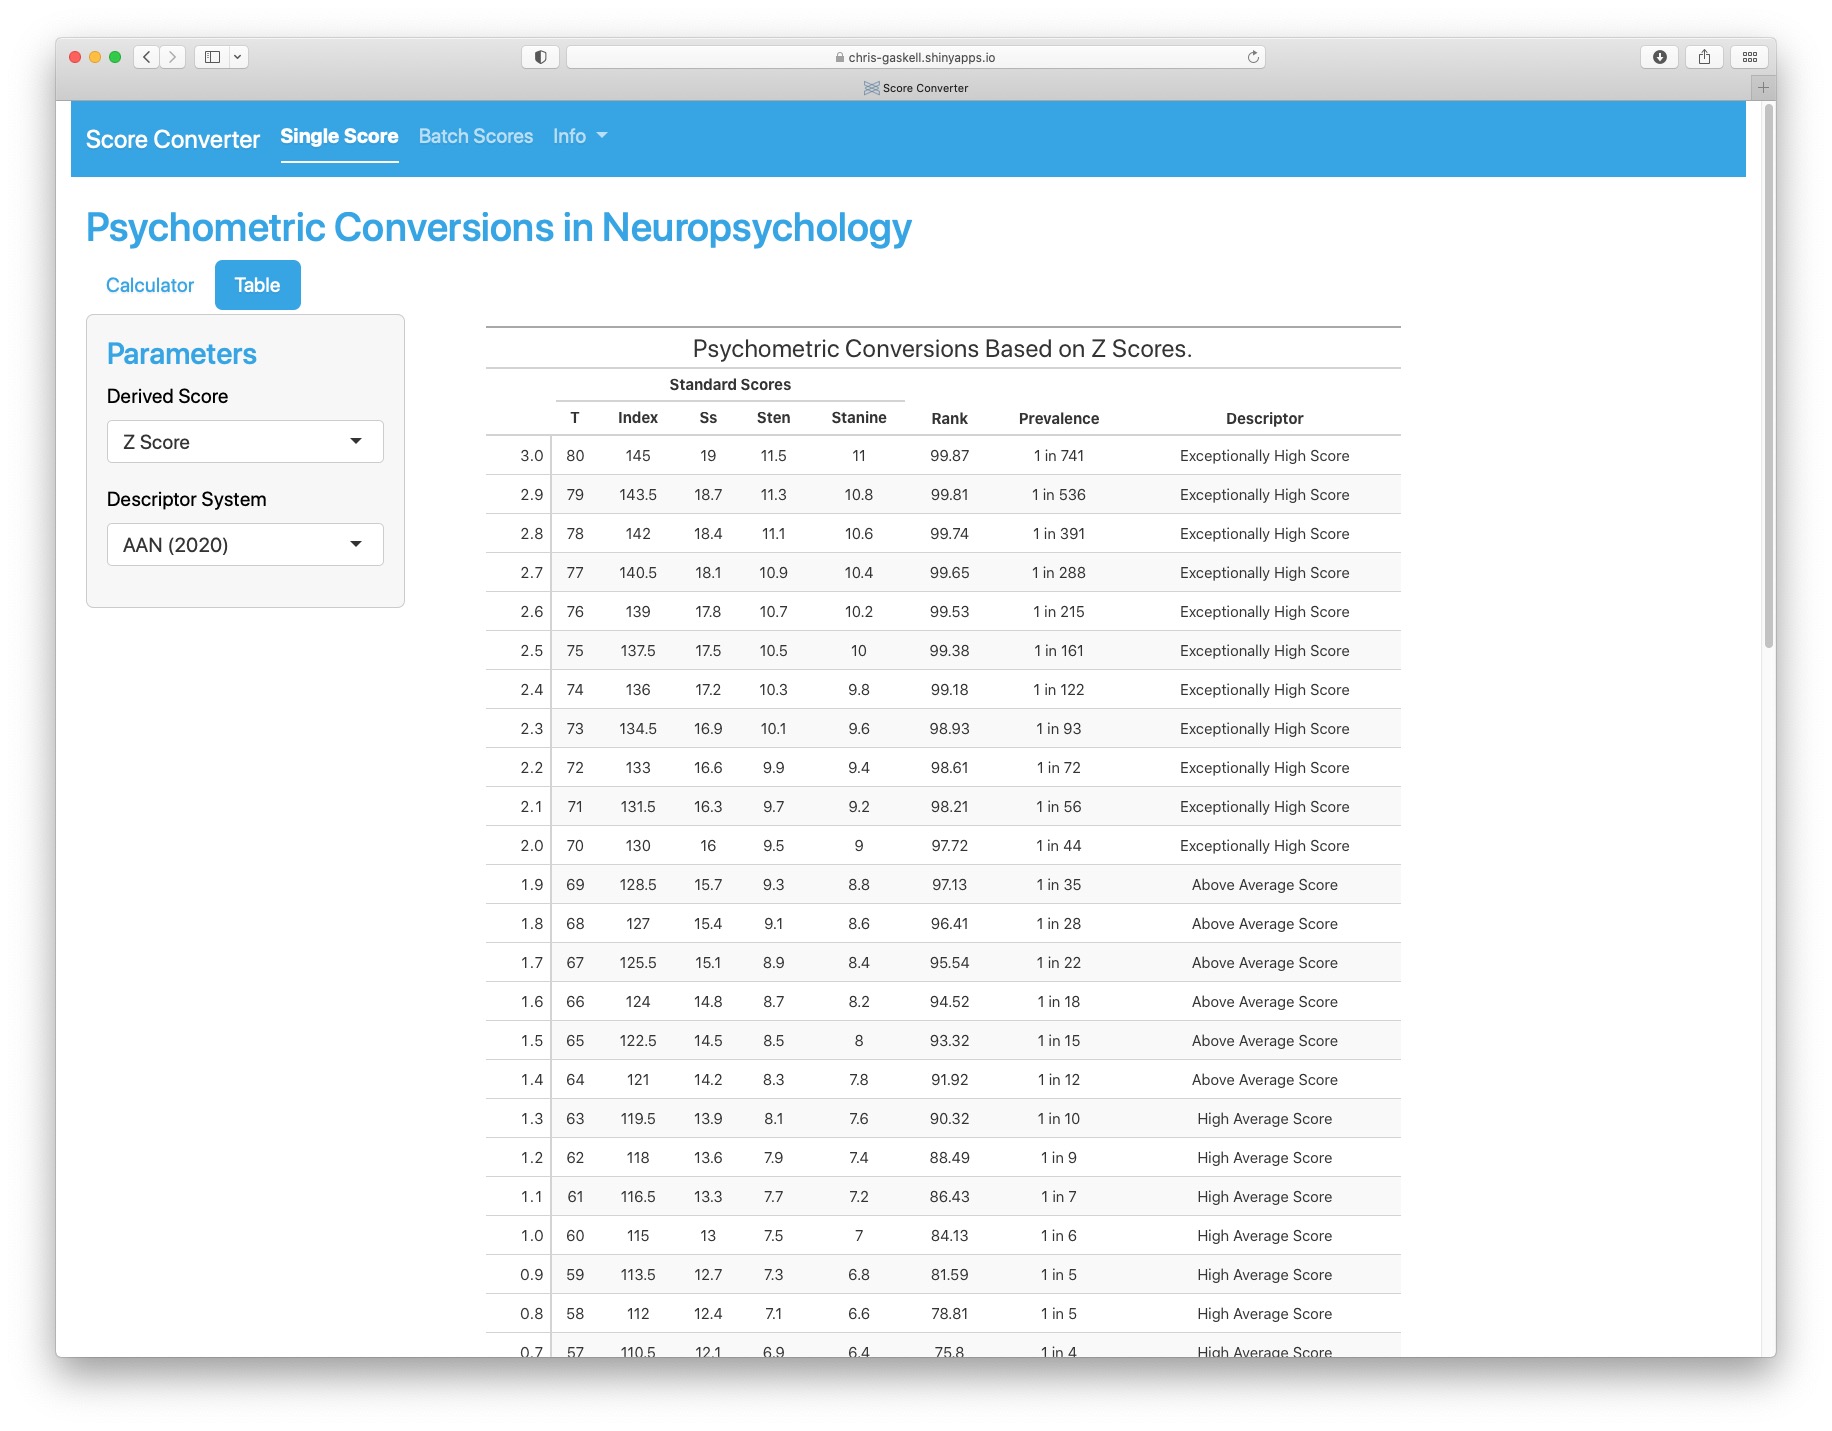 chris-gaskell.shinyapps.io
Score Converter
Score Converter Single Score Batch Scores Info
Psychometric Conversions in Neuropsychology
Calculator Table
Parameters
Derived Score
Z Score
Descriptor System
AAN (2020)
Psychometric Conversions Based on Z Scores.
Standard Scores
T Index Ss Sten Stanine Rank Prevalence Descriptor
3.0 80 145 19 11.5 11 99.87 1 in 741 Exceptionally High Score
2.9 79 143.5 18.7 11.3 10.8 99.81 1 in 536 Exceptionally High Score
2.8 78 142 18.4 11.1 10.6 99.74 1 in 391 Exceptionally High Score
2.7 77 140.5 18.1 10.9 10.4 99.65 1 in 288 Exceptionally High Score
2.6 76 139 17.8 10.7 10.2 99.53 1 in 215 Exceptionally High Score
2.5 75 137.5 17.5 10.5 10 99.38 1 in 161 Exceptionally High Score
2.4 74 136 17.2 10.3 9.8 99.18 1 in 122 Exceptionally High Score
2.3 73 134.5 16.9 10.1 9.6 98.93 1 in 93 Exceptionally High Score
2.2 72 133 16.6 9.9 9.4 98.61 1 in 72 Exceptionally High Score
2.1 71 131.5 16.3 9.7 9.2 98.21 1 in 56 Exceptionally High Score
2.0 70 130 16 9.5 9 97.72 1 in 44 Exceptionally High Score
1.9 69 128.5 15.7 9.3 8.8 97.13 1 in 35 Above Average Score
1.8 68 127 15.4 9.1 8.6 96.41 1 in 28 Above Average Score
1.7 67 125.5 15.1 8.9 8.4 95.54 1 in 22 Above Average Score
1.6 66 124 14.8 8.7 8.2 94.52 1 in 18 Above Average Score
1.5 65 122.5 14.5 8.5 8 93.32 1 in 15 Above Average Score
1.4 64 121 14.2 8.3 7.8 91.92 1 in 12 Above Average Score
1.3 63 119.5 13.9 8.1 7.6 90.32 1 in 10 High Average Score
1.2 62 118 13.6 7.9 7.4 88.49 1 in 9 High Average Score
1.1 61 116.5 13.3 7.7 7.2 86.43 1 in 7 High Average Score
1.0 60 115 13 7.5 7 84.13 1 in 6 High Average Score
0.9 59 113.5 12.7 7.3 6.8 81.59 1 in 5 High Average Score
0.8 58 112 12.4 7.1 6.6 78.81 1 in 5 High Average Score
0.7 57 110.5 12.1 6.9 6.4 75.8 1 in 4 High Average Score